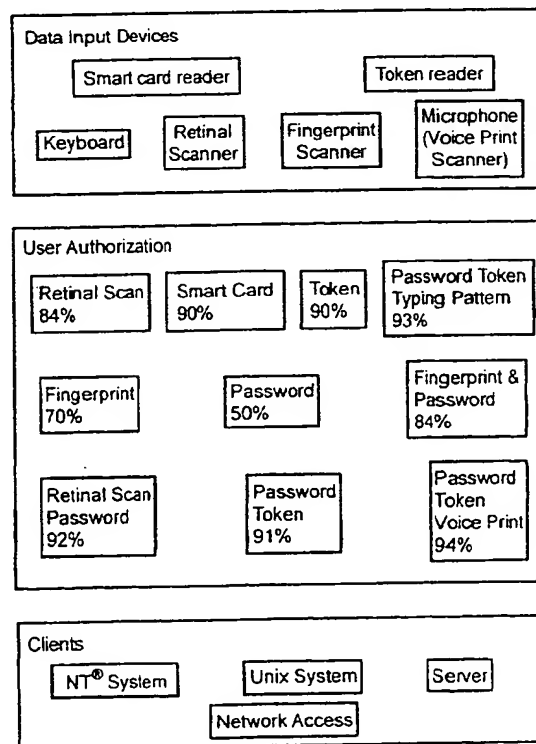 Data Input Devices
Smart card reader
Token reader
Keyboard
Retinal
Scanner
Fingerprint
Scanner
Microphone
(Voice Print
Scanner)
User Authorization
Retinal Scan
84%
Smart Card
90%
Token
90%
Password Token
Typing Pattern
93%
Fingerprint
70%
Password
50%
Fingerprint &
Password
84%
Retinal Scan
Password
92%
Password
Token
91%
Password
Token
Voice Print
94%
Clients
NT® System
Unix System
Server
Network Access